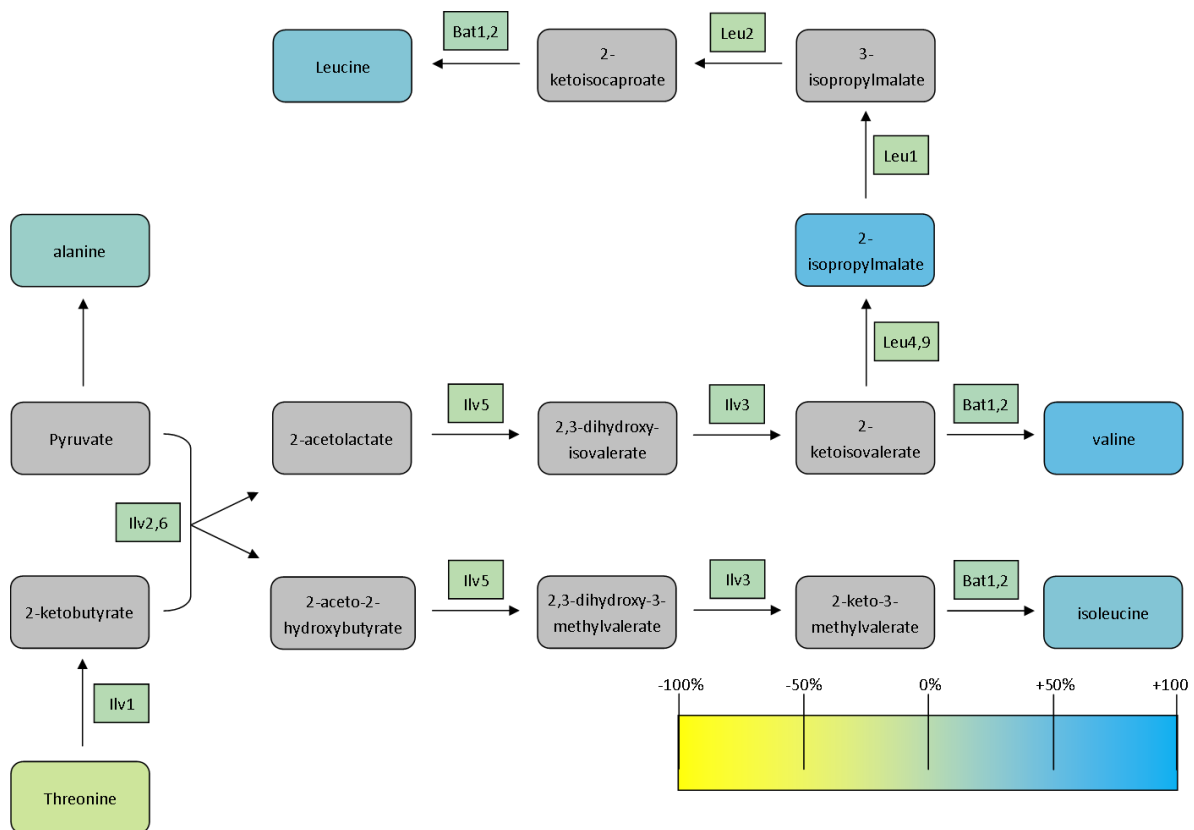 Bat1,2
Leu2
Leucine
2-
ketoisocaproate
3-
isopropylmalate
Leu1
alanine
2-
isopropylmalate
Leu4,9
Ilv5
Ilv3
Bat1,2
Pyruvate
2-acetolactate
2,3-dihydroxy-
isovalerate
2-
ketoisovalerate
valine
Ilv2,6
Ilv5
Ilv3
Bat1,2
2-ketobutyrate
2-aceto-2-
hydroxybutyrate
2,3-dihydroxy-3-
methylvalerate
2-keto-3-
methylvalerate
isoleucine
Ilv1
-100%
-50%
0%
+50%
+100
Threonine